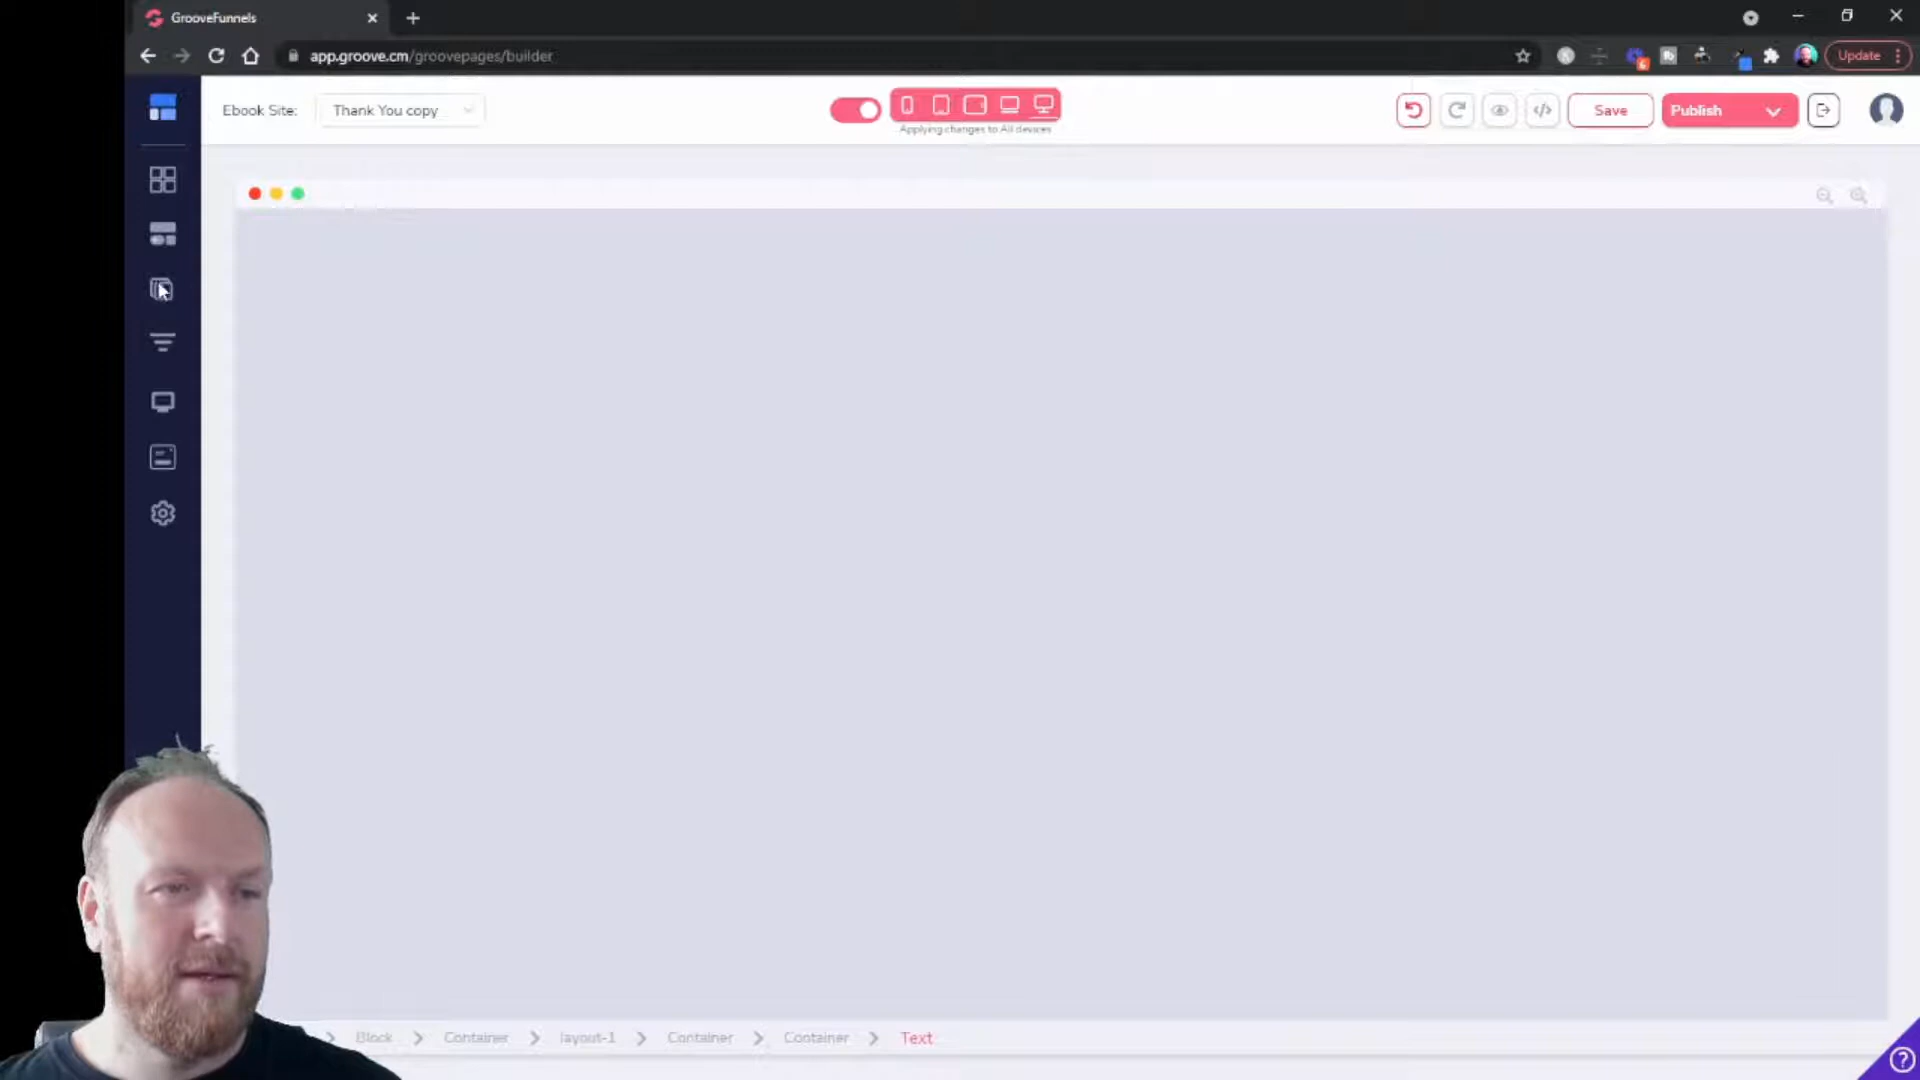 GrooveFunnels
app.groove.cm/groovepages/builder
Update
Ebook Site:
Thank You copy
Applying changes to All devices
</>
Save
Publish
Block > Container > layout-1 > Container > Container > Text
?